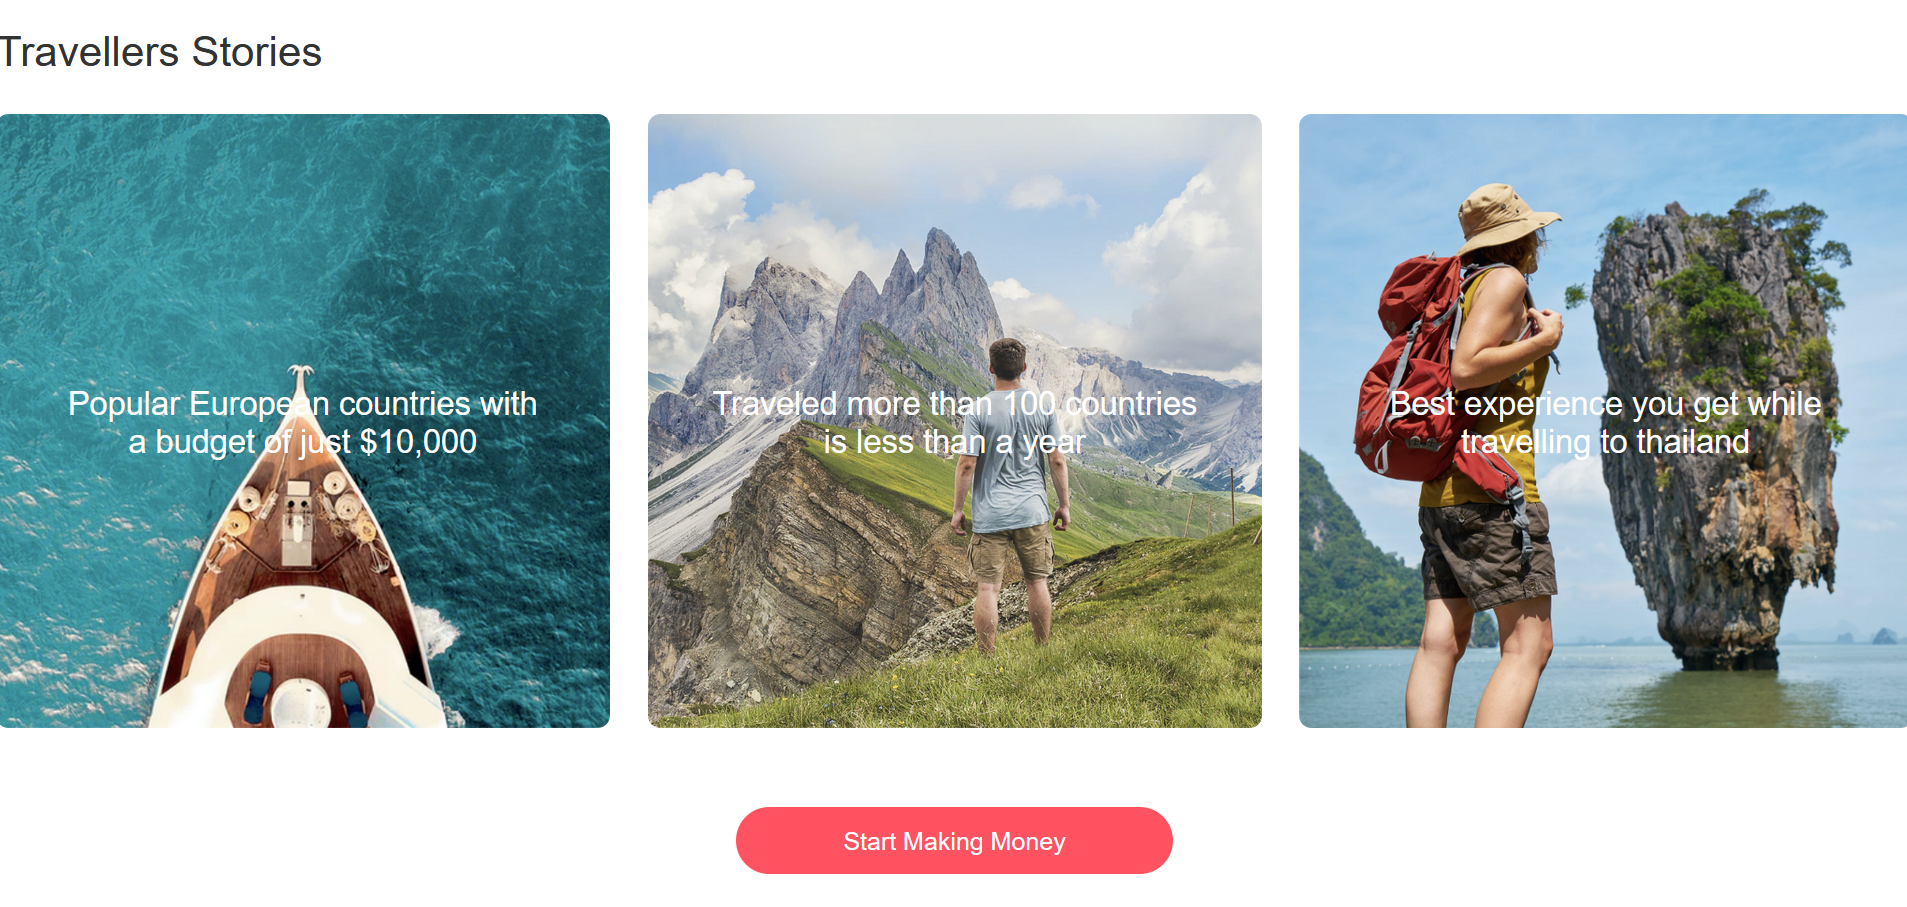 Travellers Stories
Popular European countries with
a budget of just $10,000
Traveled more than 100 countries
is less than a year
Best experience you get while
travelling to thailand
Start Making Money